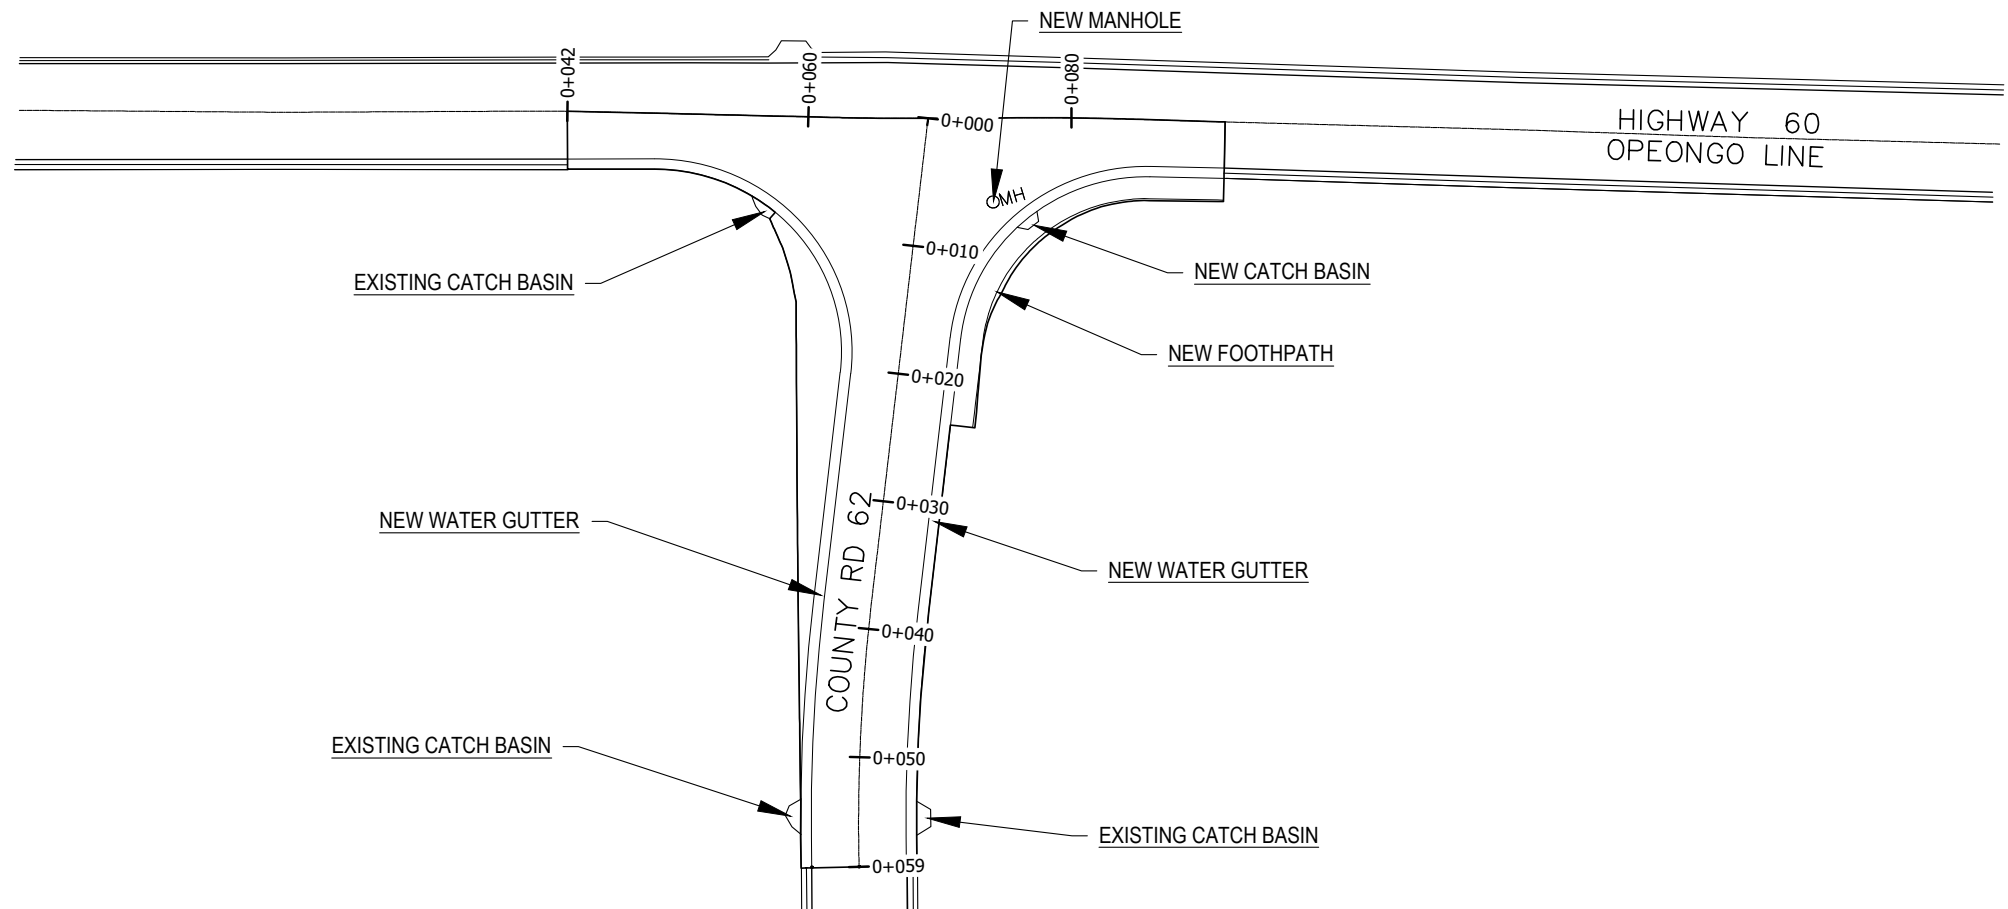 NEW MANHOLE
0+042
0+060
0+080
0+000
HIGHWAY 60
OPEONGO LINE
MH
0+010
EXISTING CATCH BASIN
NEW CATCH BASIN
NEW FOOTHPATH
0+020
0+030
NEW WATER GUTTER
COUNTY RD 62
NEW WATER GUTTER
0+040
EXISTING CATCH BASIN
0+050
EXISTING CATCH BASIN
0+059